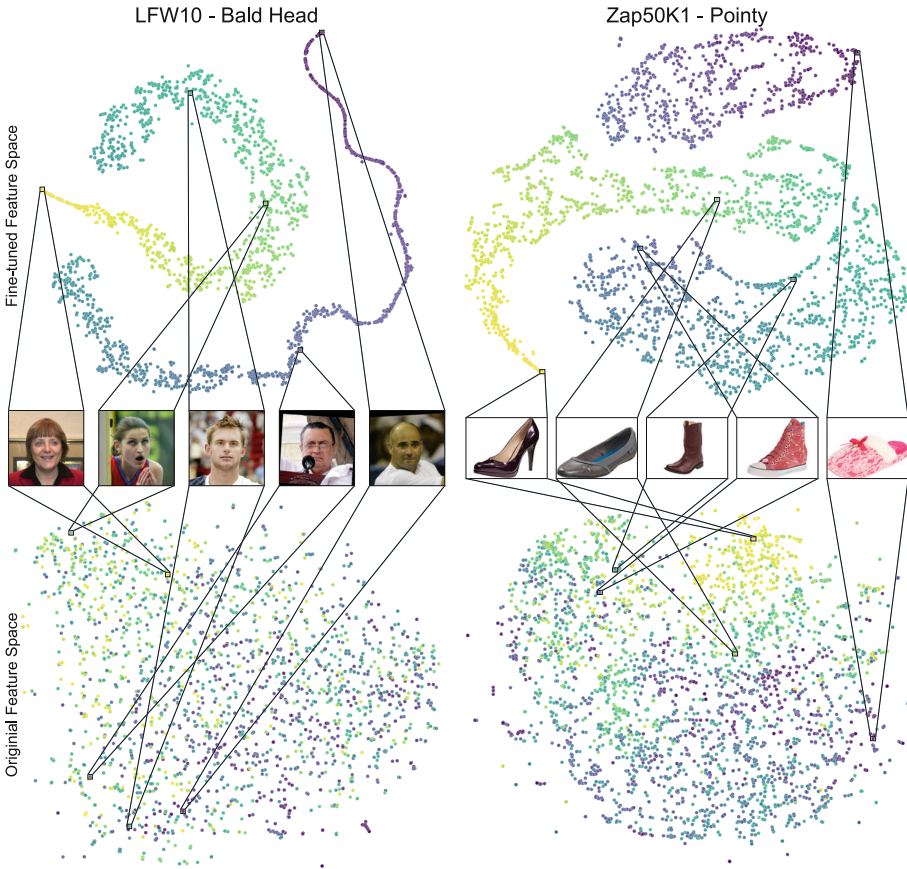 LFW10 - Bald Head
Zap50K1 - Pointy
Fine-tuned Feature Space
Originial Feature Space